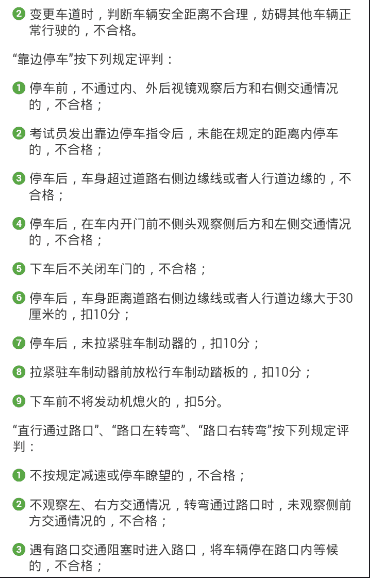 ❷ 变更车道时，判断车辆安全距离不合理，妨碍其他车辆正
常行驶的，不合格。
“靠边停车”按下列规定评判：
❶ 停车前，不通过内、外后视镜观察后方和右侧交通情况
的，不合格；
❷ 考试员发出靠边停车指令后，未能在规定的距离内停车
的，不合格；
❸ 停车后，车身超过道路右侧边缘线或者人行道边缘的，不
合格；
❹ 停车后，在车内开门前不侧头观察侧后方和左侧交通情况
的，不合格；
❺ 下车后不关闭车门的，不合格；
❻ 停车后，车身距离道路右侧边缘线或者人行道边缘大于30
厘米的，扣10分；
❼ 停车后，未拉紧驻车制动器的，扣10分；
❽ 拉紧驻车制动器前放松行车制动踏板的，扣10分；
❾ 下车前不将发动机熄火的，扣5分。
“直行通过路口”、“路口左转弯”、“路口右转弯”按下列规定评
判：
❶ 不按规定减速或停车瞭望的，不合格；
❷ 不观察左、右方交通情况，转弯通过路口时，未观察侧前
方交通情况的，不合格；
❸ 遇有路口交通阻塞时进入路口，将车辆停在路口内等候
的，不合格；